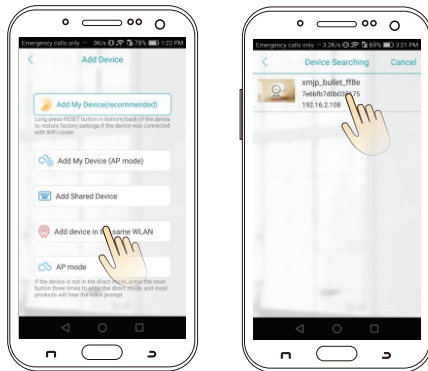 Emergency calls only ··· 3K/s 78% 1:22 PM
Add Device
Add My Device(recommended)
Long press RESET button in bottom/back of the device
to restore factory settings if the device was connected
with WiFi router
Add My Device (AP mode)
Add Shared Device
Add device in the same WLAN
AP mode
If the device is not in the direct mode, press the reset
button three times to enter the direct mode, and most
products will hear the voice prompt.
Emergency calls only ··· 3.2K/s 69% 3:21 PM
Device Searching Cancel
xmjp_bullet_ff8e
192.16.2.108